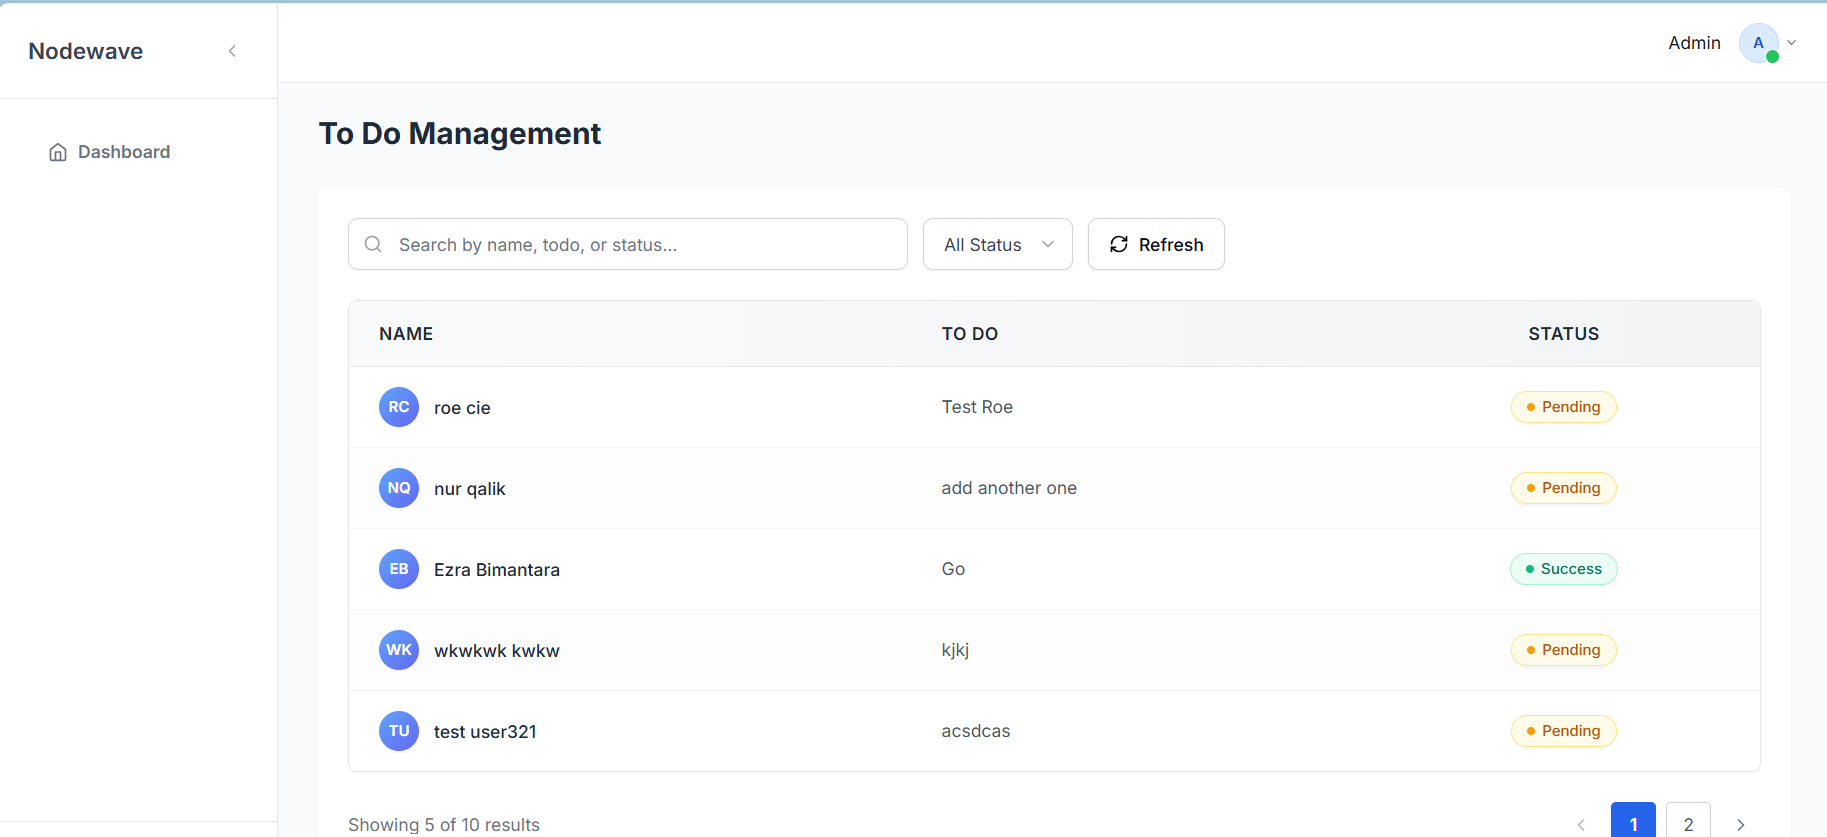 Nodewave
Admin
A
Dashboard
To Do Management
Search by name, todo, or status...
All Status
Refresh
NAME TO DO STATUS
RC roe cie Test Roe Pending
NQ nur qalik add another one Pending
EB Ezra Bimantara Go Success
WK wkwkwk kwkw kjkj Pending
TU test user321 acsdcas Pending
Showing 5 of 10 results
1 2